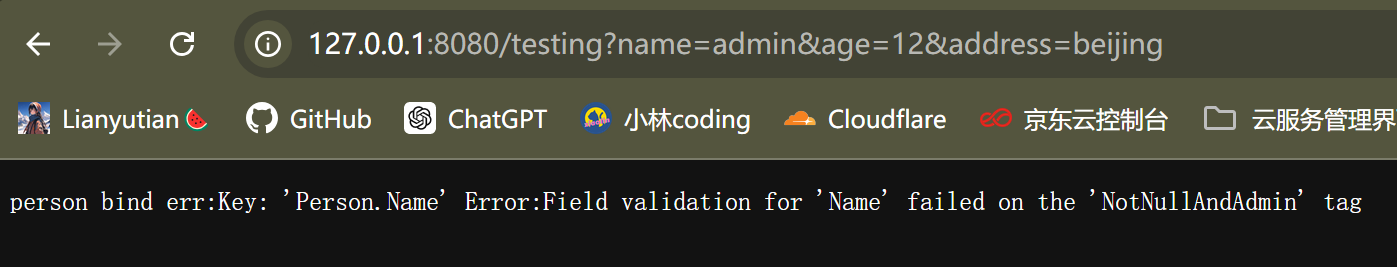 127.0.0.1:8080/testing?name=admin&age=12&address=beijing
Lianyutian🍉 GitHub ChatGPT 小林coding Cloudflare 京东云控制台 云服务管理界
person bind err:Key: 'Person.Name' Error:Field validation for 'Name' failed on the 'NotNullAndAdmin' tag